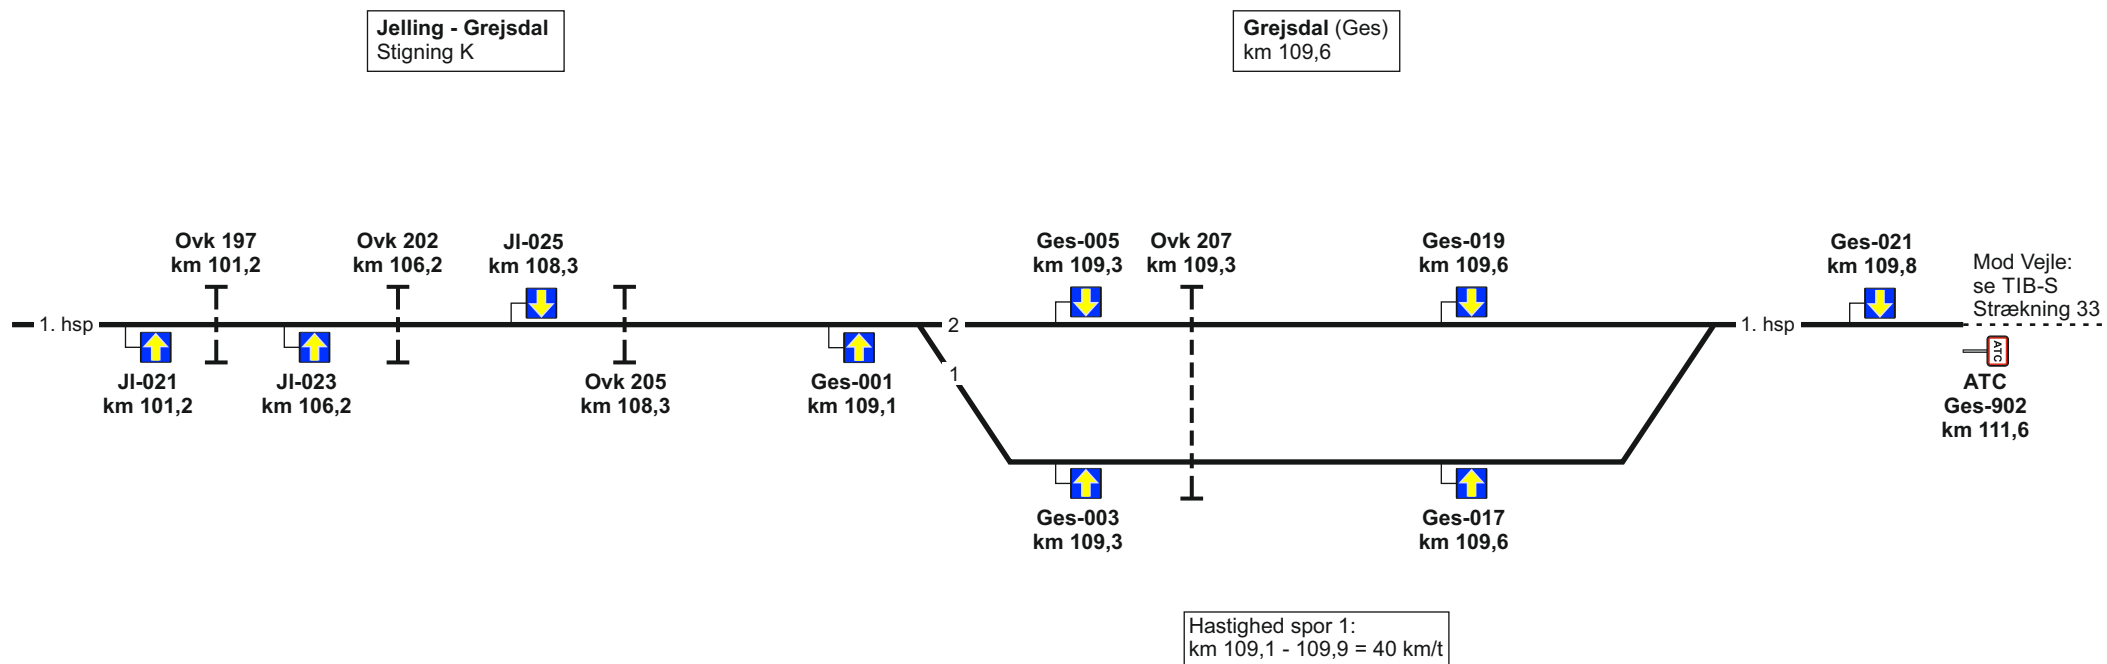 Jelling - Grejsdal
Stigning K
Grejsdal (Ges)
km 109,6
Ovk 197
km 101,2
Ovk 202
km 106,2
Jl-025
km 108,3
Ges-005
km 109,3
Ovk 207
km 109,3
Ges-019
km 109,6
Ges-021
km 109,8
Mod Vejle:
se TIB-S
Strækning 33
1. hsp
2
1. hsp
1
ATC
Jl-021
km 101,2
Jl-023
km 106,2
Ovk 205
km 108,3
Ges-001
km 109,1
ATC
Ges-902
km 111,6
Ges-003
km 109,3
Ges-017
km 109,6
Hastighed spor 1:
km 109,1 - 109,9 = 40 km/t